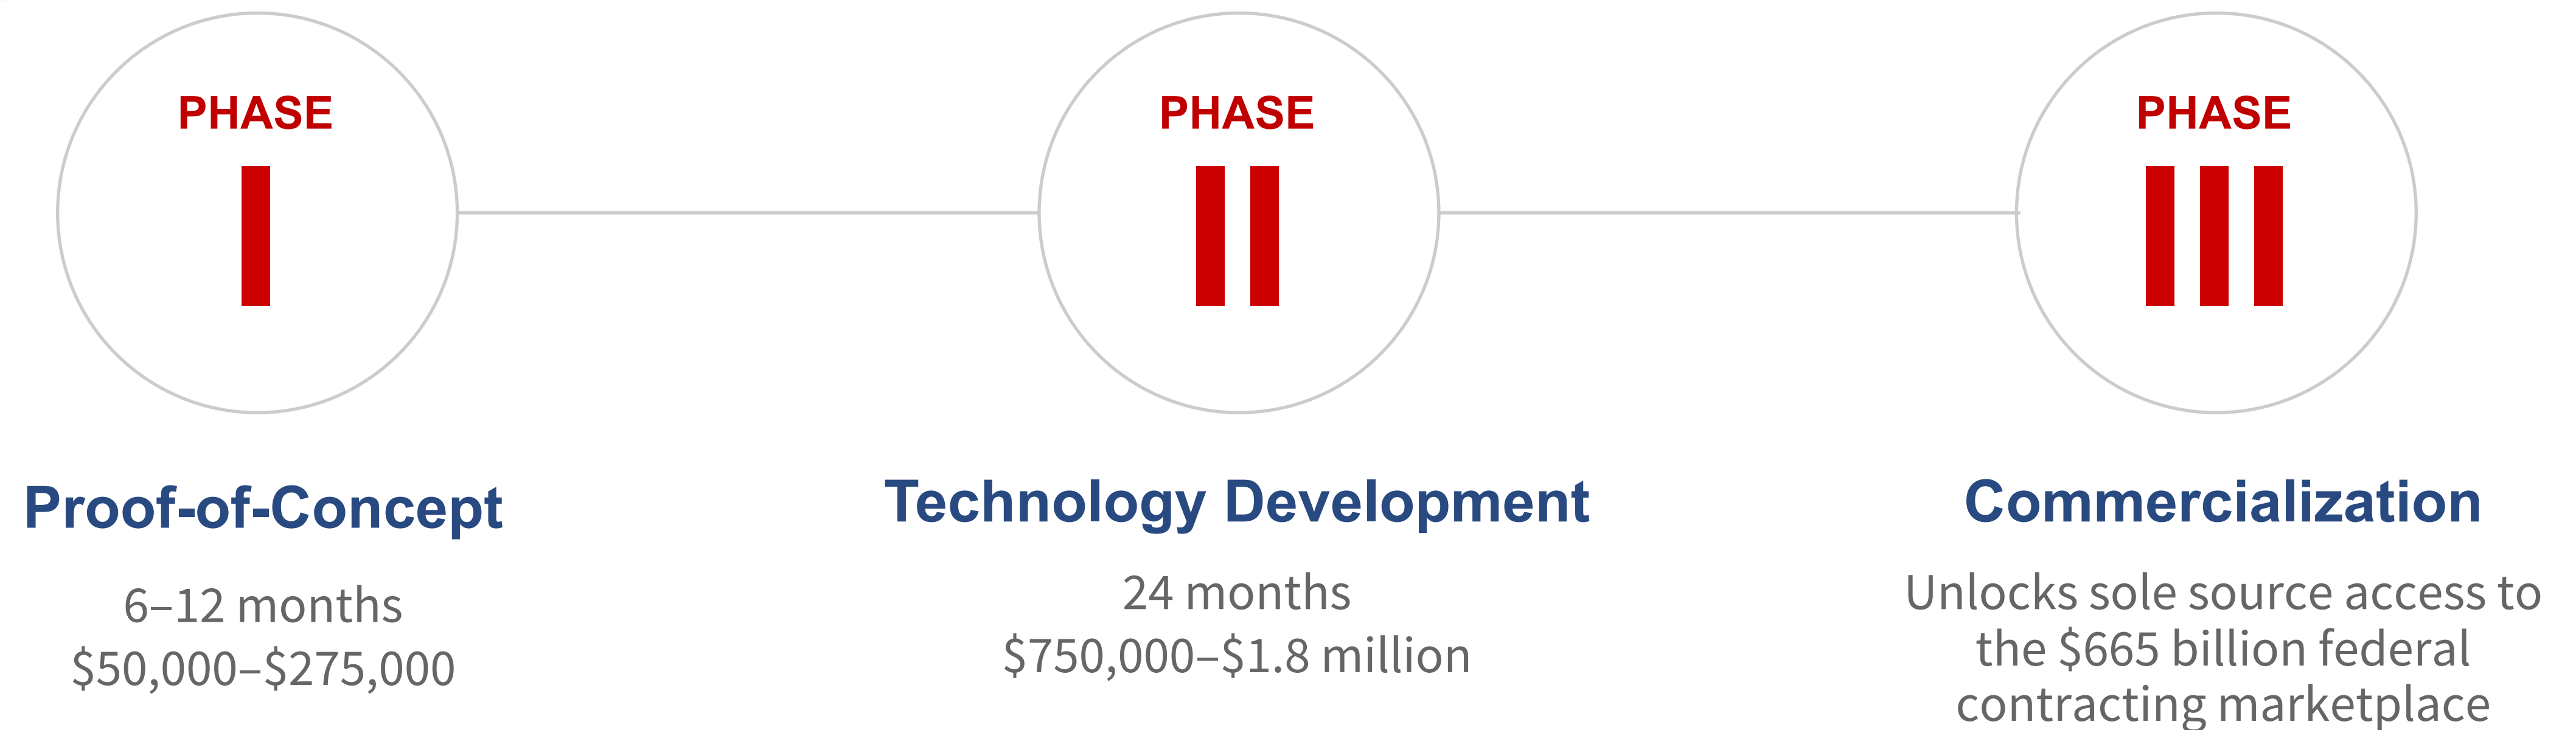 PHASE
I
Proof-of-Concept
6–12 months
$50,000–$275,000
PHASE
II
Technology Development
24 months
$750,000–$1.8 million
PHASE
III
Commercialization
Unlocks sole source access to
the $665 billion federal
contracting marketplace